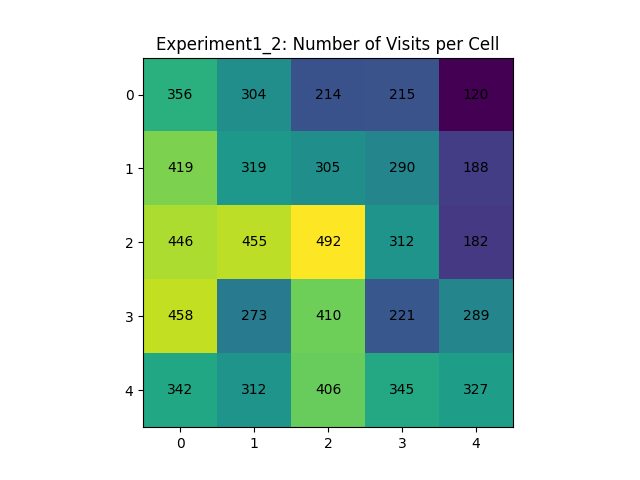 Experiment1_2: Number of Visits per Cell
0 356 304 214 215 120
1 419 319 305 290 188
2 446 455 492 312 182
3 458 273 410 221 289
4 342 312 406 345 327
0 1 2 3 4